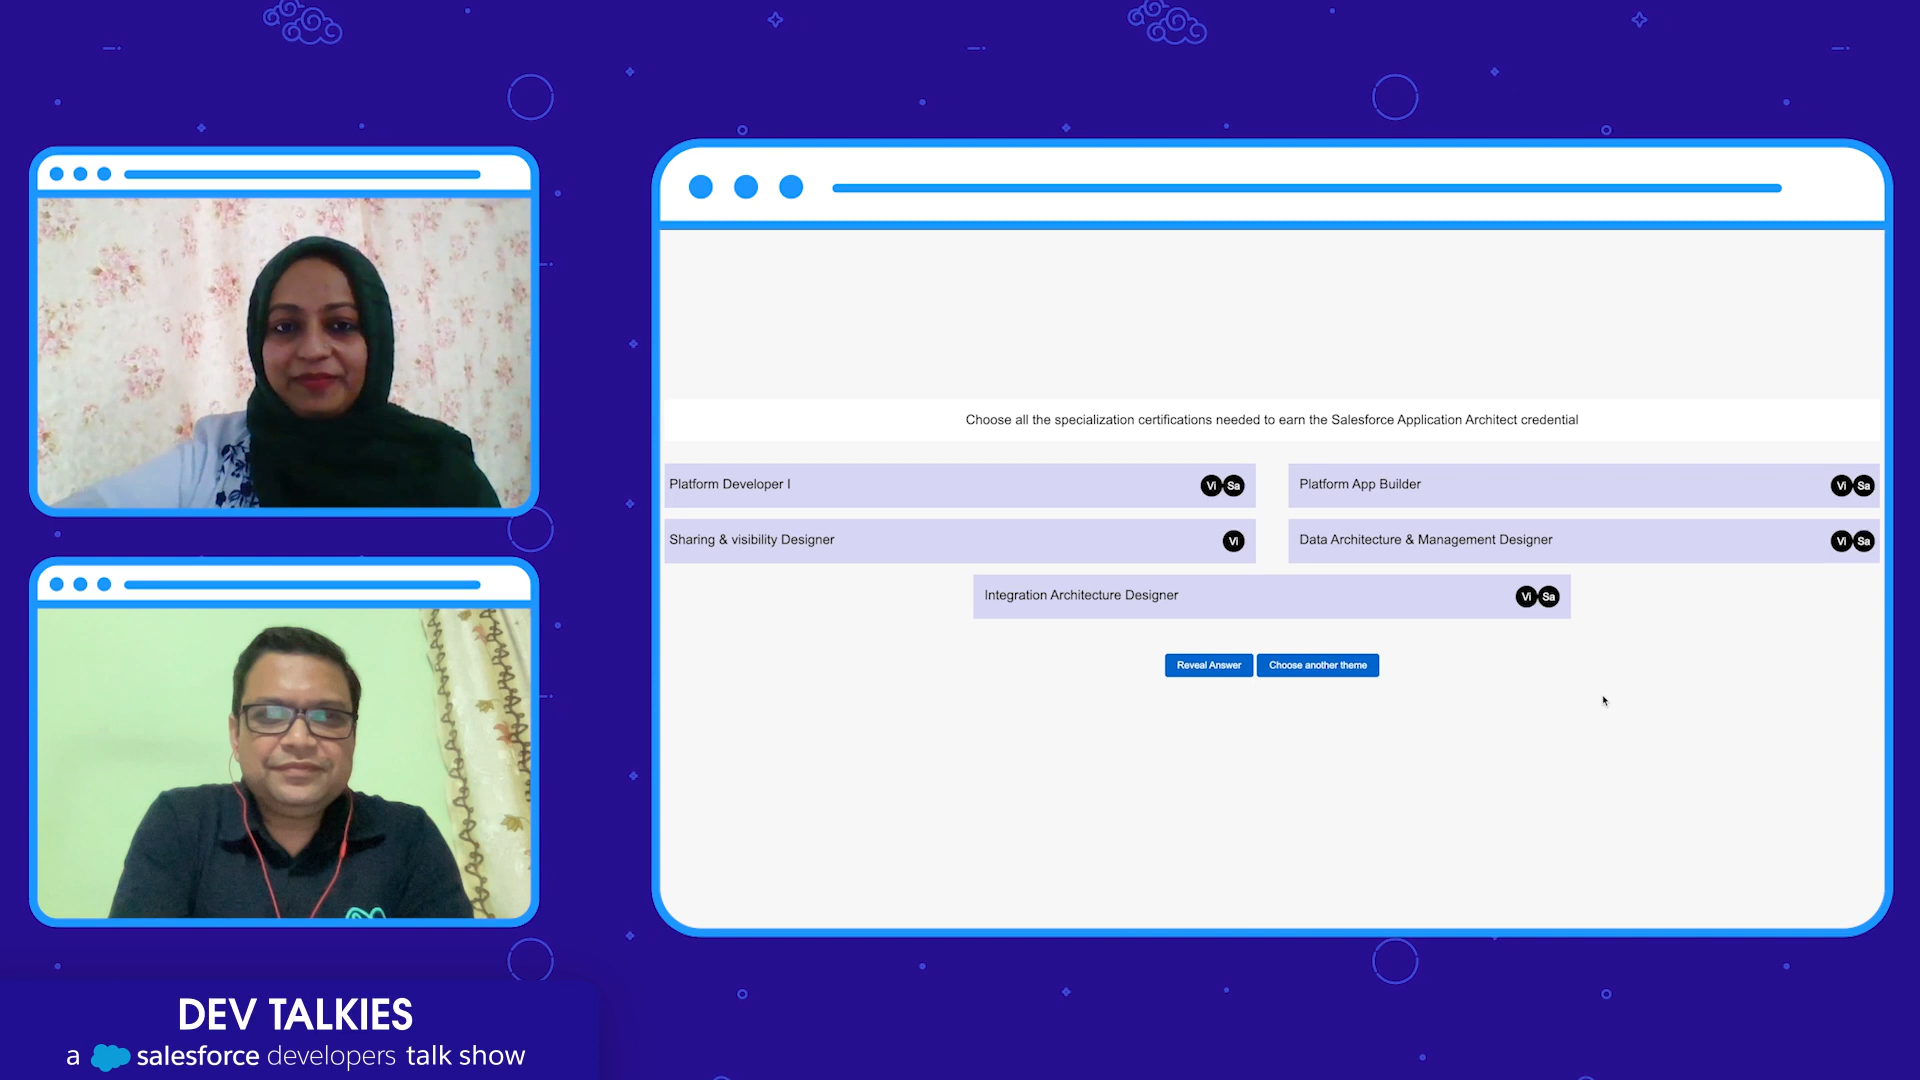 Choose all the specialization certifications needed to earn the Salesforce Application Architect credential
Platform Developer I
Vi Sa
Platform App Builder
Vi Sa
Sharing & visibility Designer
Vi
Data Architecture & Management Designer
Vi Sa
Integration Architecture Designer
Vi Sa
Reveal Answer
Choose another theme
DEV TALKIES
a salesforce developers talk show